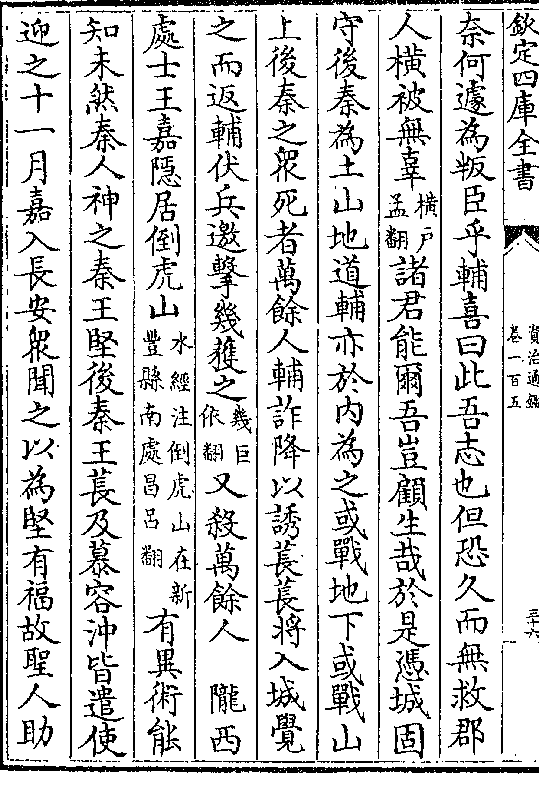 欽定四庫全書
資治通鑑
卷一百五
三十六
奈何遽為叛臣乎輔喜曰此吾志也但恐久而無救郡
人橫被無辜橫戶孟翻諸君能爾吾豈顧生哉於是憑城固
守後秦為土山地道輔亦於内為之或戰地下或戰山
上後秦之眾死者萬餘人輔詐降以誘萇萇將入城覺
之而返輔伏兵邀擊幾獲之幾巨依翻又殺萬餘人 隴西
處士王嘉隱居倒虎山水經注倒虎山在新豐縣南處昌呂翻有異術能
知未然秦人神之秦王堅後秦王萇及慕容沖皆遣使
迎之十一月嘉入長安眾聞之以為堅有福故聖人助